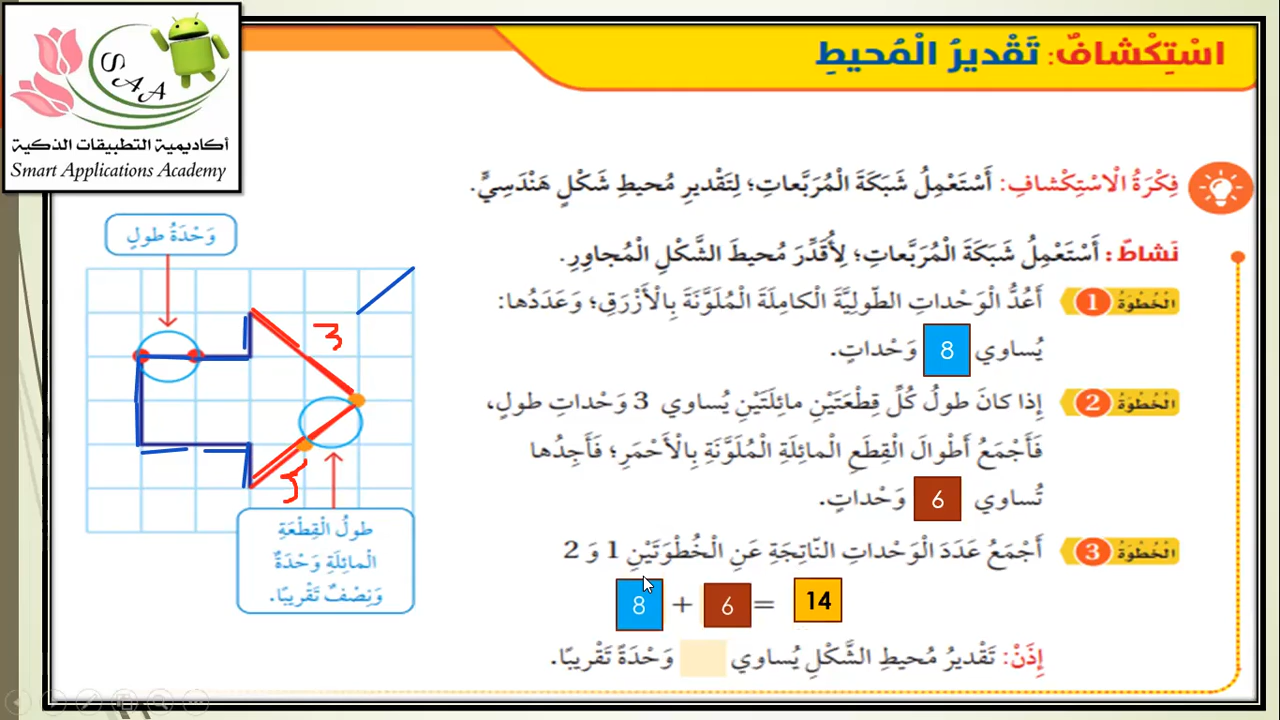 SAA
أكاديمية التطبيقات الذكية
Smart Applications Academy
اسْتِكْشافٌ: تَقْديرُ الْمُحيطِ
فِكْرَةُ الْاسْتِكْشافِ: أَسْتَعْمِلُ شَبَكَةَ الْمُرَبَّعاتِ؛ لِتَقْديرِ مُحيطِ شَكْلٍ هَنْدَسِيٍّ.
نَشاطٌ: أَسْتَعْمِلُ شَبَكَةَ الْمُرَبَّعاتِ؛ لِأُقَدِّرَ مُحيطَ الشَّكْلِ الْمُجاوِرِ.
الْخُطْوَةُ 1 أَعُدُّ الْوَحْداتِ الطّولِيَّةَ الْكامِلَةَ الْمُلَوَّنَةَ بِالْأَزْرَقِ؛ وَعَدَدُها:
يُساوي 8 وَحْداتٍ.
الْخُطْوَةُ 2 إِذا كانَ طولُ كُلِّ قِطْعَتَيْنِ مائِلَتَيْنِ يُساوي 3 وَحْداتِ طولٍ،
فَأَجْمَعُ أَطْوالَ الْقِطَعِ الْمائِلَةِ الْمُلَوَّنَةِ بِالْأَحْمَرِ؛ فَأَجِدُها
تُساوي 6 وَحْداتٍ.
الْخُطْوَةُ 3 أَجْمَعُ عَدَدَ الْوَحْداتِ النّاتِجَةِ عَنِ الْخُطْوَتَيْنِ 1 وَ 2
8 + 6 = 14
إِذَنْ: تَقْديرُ مُحيطِ الشَّكْلِ يُساوي وَحْدَةً تَقْريبًا.
وَحْدَةُ طولٍ
3
3
طولُ الْقِطْعَةِ
الْمائِلَةِ وَحْدَةٌ
وَنِصْفٌ تَقْريبًا.